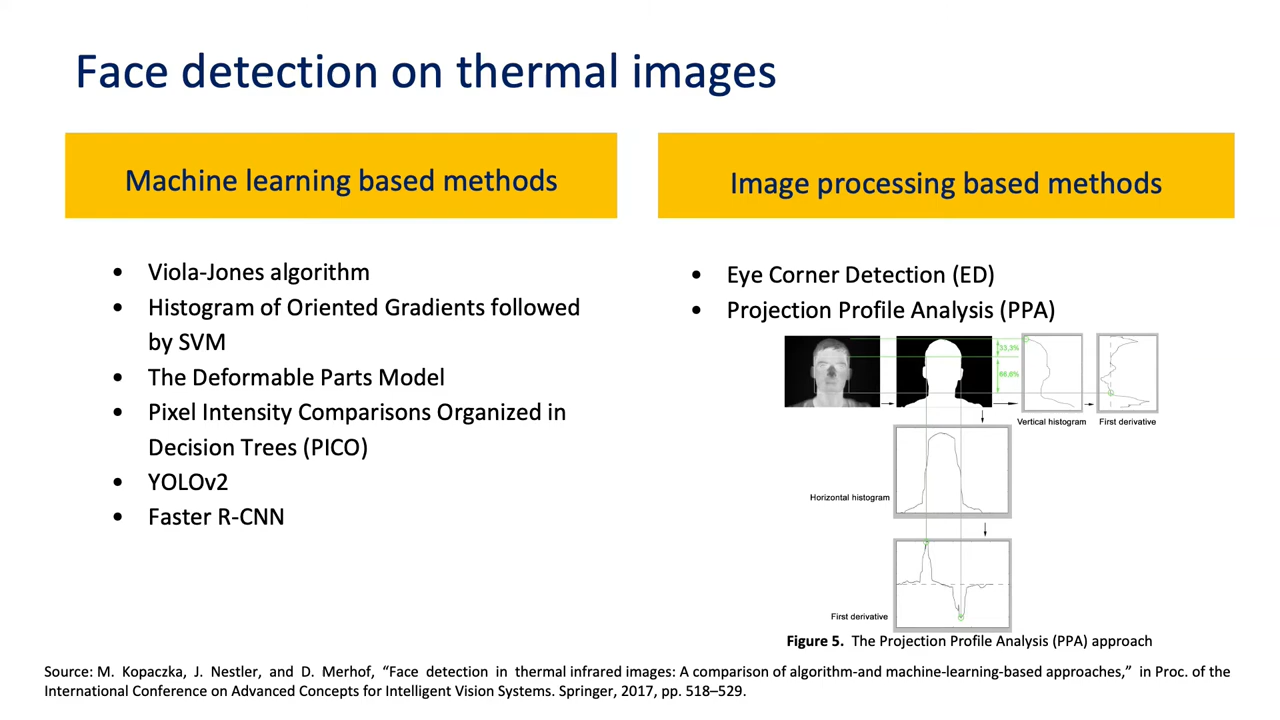 Face detection on thermal images
Machine learning based methods
Image processing based methods
• Viola-Jones algorithm
• Histogram of Oriented Gradients followed
by SVM
• The Deformable Parts Model
• Pixel Intensity Comparisons Organized in
Decision Trees (PICO)
• YOLOv2
• Faster R-CNN
• Eye Corner Detection (ED)
• Projection Profile Analysis (PPA)
33,3%
66,6%
Vertical histogram
First derivative
Horizontal histogram
First derivative
Figure 5. The Projection Profile Analysis (PPA) approach
Source: M. Kopaczka, J. Nestler, and D. Merhof, “Face detection in thermal infrared images: A comparison of algorithm-and machine-learning-based approaches,” in Proc. of the
International Conference on Advanced Concepts for Intelligent Vision Systems. Springer, 2017, pp. 518–529.